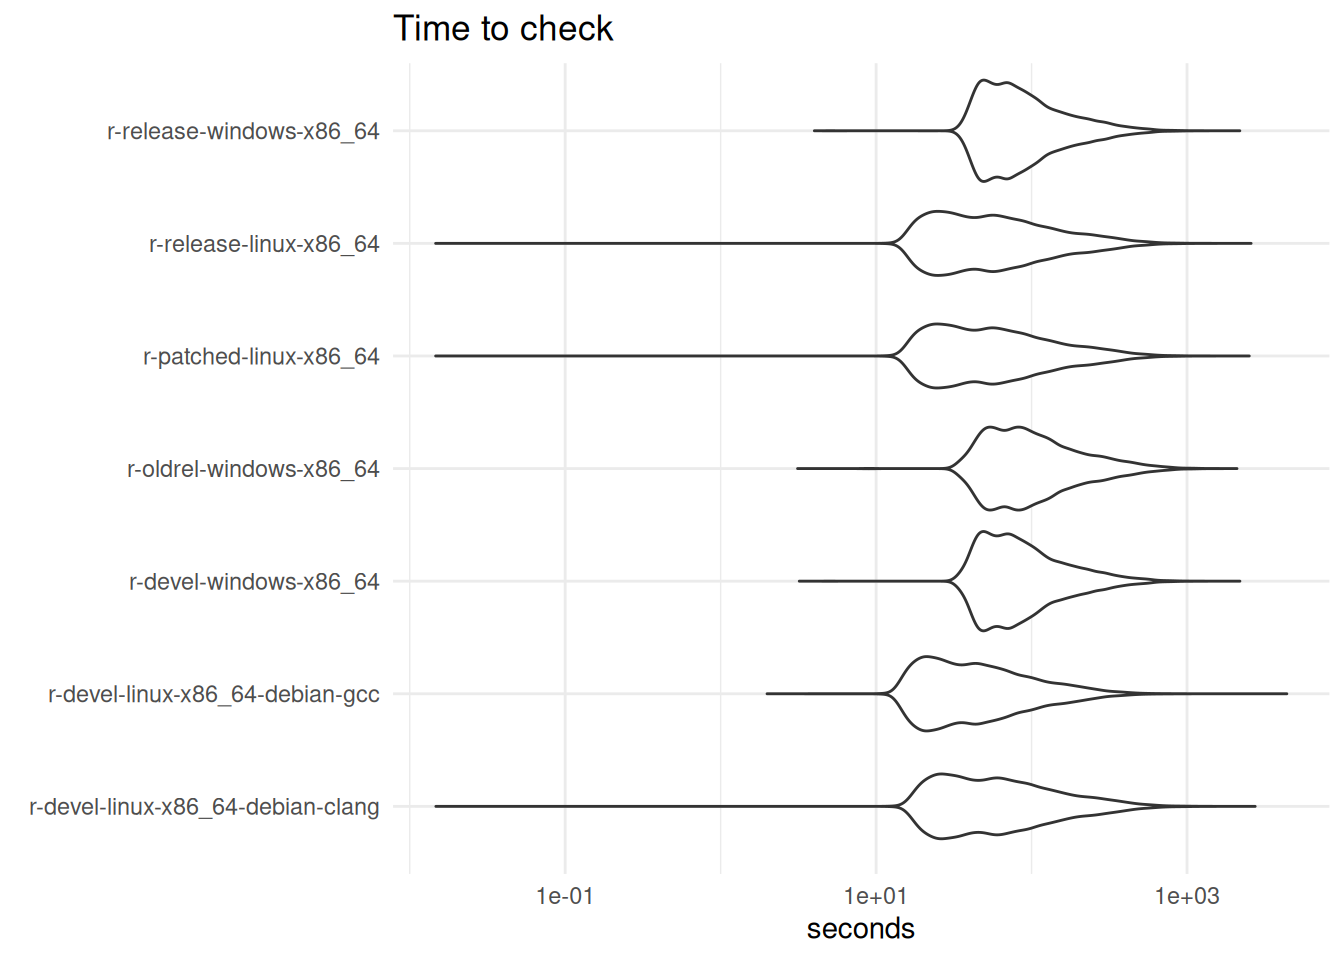 Time to check
r-release-windows-x86_64
r-release-linux-x86_64
r-patched-linux-x86_64
r-oldrel-windows-x86_64
r-devel-windows-x86_64
r-devel-linux-x86_64-debian-gcc
r-devel-linux-x86_64-debian-clang
1e-01 1e+01 1e+03
seconds